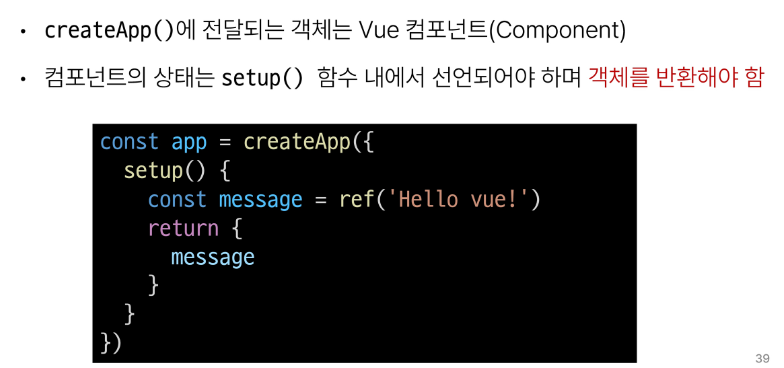 • createApp()에 전달되는 객체는 Vue 컴포넌트(Component)
• 컴포넌트의 상태는 setup() 함수 내에서 선언되어야 하며 객체를 반환해야 함
const app = createApp({
  setup() {
    const message = ref('Hello vue!')
    return {
      message
    }
  }
})
39